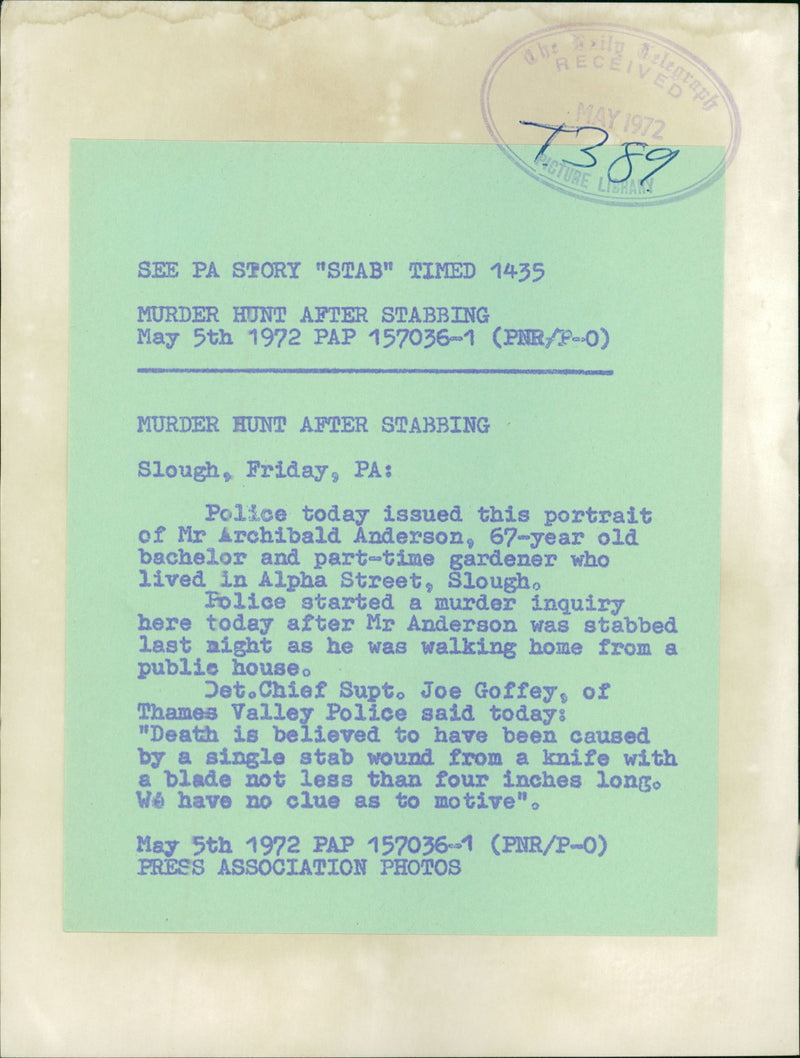 The Daily Telegraph
RECEIVED
MAY 1972
T389
PICTURE LIBRARY
SEE PA STORY "STAB" TIMED 1435
MURDER HUNT AFTER STABBING
May 5th 1972 PAP 157036-1 (PNR/P-O)
MURDER HUNT AFTER STABBING
Slough, Friday, PA:
Police today issued this portrait
of Mr Archibald Anderson, 67-year old
bachelor and part-time gardener who
lived in Alpha Street, Slough.
Police started a murder inquiry
here today after Mr Anderson was stabbed
last night as he was walking home from a
public house.
Det.Chief Supt. Joe Goffey, of
Thames Valley Police said today:
"Death is believed to have been caused
by a single stab wound from a knife with
a blade not less than four inches long.
We have no clue as to motive".
May 5th 1972 PAP 157036-1 (PNR/P-O)
PRESS ASSOCIATION PHOTOS